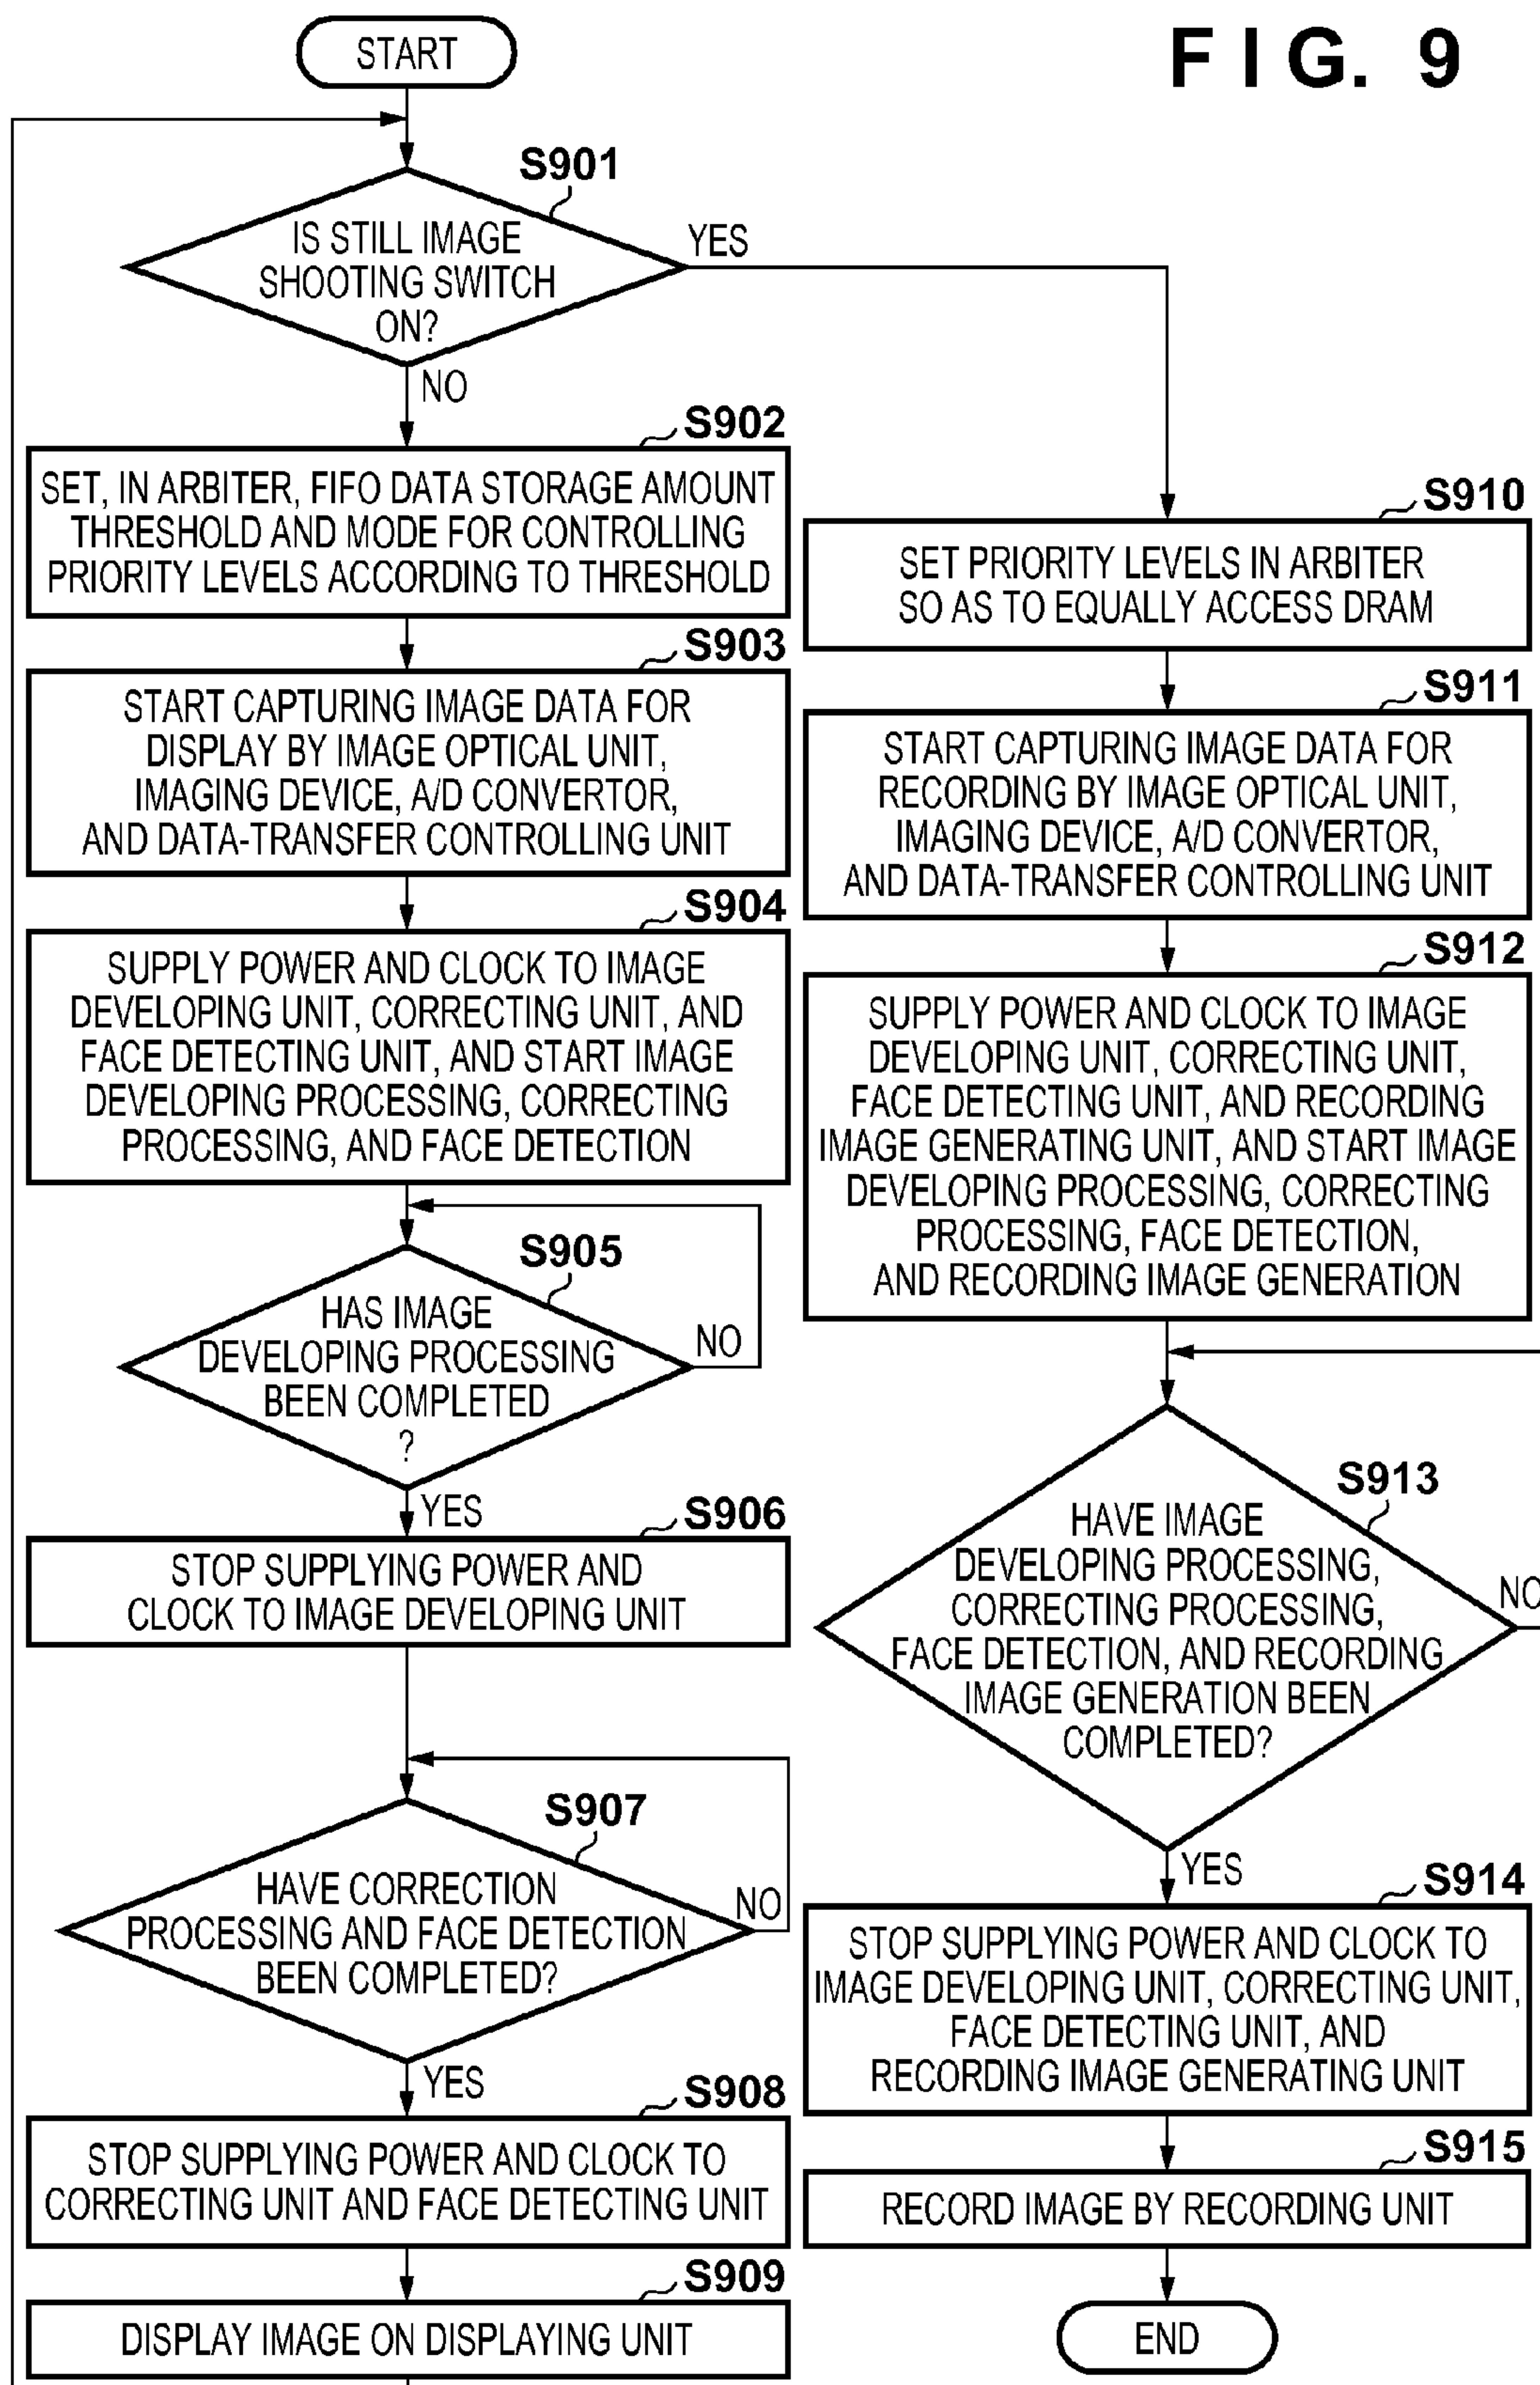 FIG. 9
START
S901
IS STILL IMAGE
SHOOTING SWITCH
ON?
YES
NO
S902
SET, IN ARBITER, FIFO DATA STORAGE AMOUNT
THRESHOLD AND MODE FOR CONTROLLING
PRIORITY LEVELS ACCORDING TO THRESHOLD
S903
START CAPTURING IMAGE DATA FOR
DISPLAY BY IMAGE OPTICAL UNIT,
IMAGING DEVICE, A/D CONVERTOR,
AND DATA-TRANSFER CONTROLLING UNIT
S904
SUPPLY POWER AND CLOCK TO IMAGE
DEVELOPING UNIT, CORRECTING UNIT, AND
FACE DETECTING UNIT, AND START IMAGE
DEVELOPING PROCESSING, CORRECTING
PROCESSING, AND FACE DETECTION
S905
HAS IMAGE
DEVELOPING PROCESSING
BEEN COMPLETED
?
NO
YES
S906
STOP SUPPLYING POWER AND
CLOCK TO IMAGE DEVELOPING UNIT
S907
HAVE CORRECTION
PROCESSING AND FACE DETECTION
BEEN COMPLETED?
NO
YES
S908
STOP SUPPLYING POWER AND CLOCK TO
CORRECTING UNIT AND FACE DETECTING UNIT
S909
DISPLAY IMAGE ON DISPLAYING UNIT
S910
SET PRIORITY LEVELS IN ARBITER
SO AS TO EQUALLY ACCESS DRAM
S911
START CAPTURING IMAGE DATA FOR
RECORDING BY IMAGE OPTICAL UNIT,
IMAGING DEVICE, A/D CONVERTOR,
AND DATA-TRANSFER CONTROLLING UNIT
S912
SUPPLY POWER AND CLOCK TO IMAGE
DEVELOPING UNIT, CORRECTING UNIT,
FACE DETECTING UNIT, AND RECORDING
IMAGE GENERATING UNIT, AND START IMAGE
DEVELOPING PROCESSING, CORRECTING
PROCESSING, FACE DETECTION,
AND RECORDING IMAGE GENERATION
S913
HAVE IMAGE
DEVELOPING PROCESSING,
CORRECTING PROCESSING,
FACE DETECTION, AND RECORDING
IMAGE GENERATION BEEN
COMPLETED?
NO
YES
S914
STOP SUPPLYING POWER AND CLOCK TO
IMAGE DEVELOPING UNIT, CORRECTING UNIT,
FACE DETECTING UNIT, AND
RECORDING IMAGE GENERATING UNIT
S915
RECORD IMAGE BY RECORDING UNIT
END